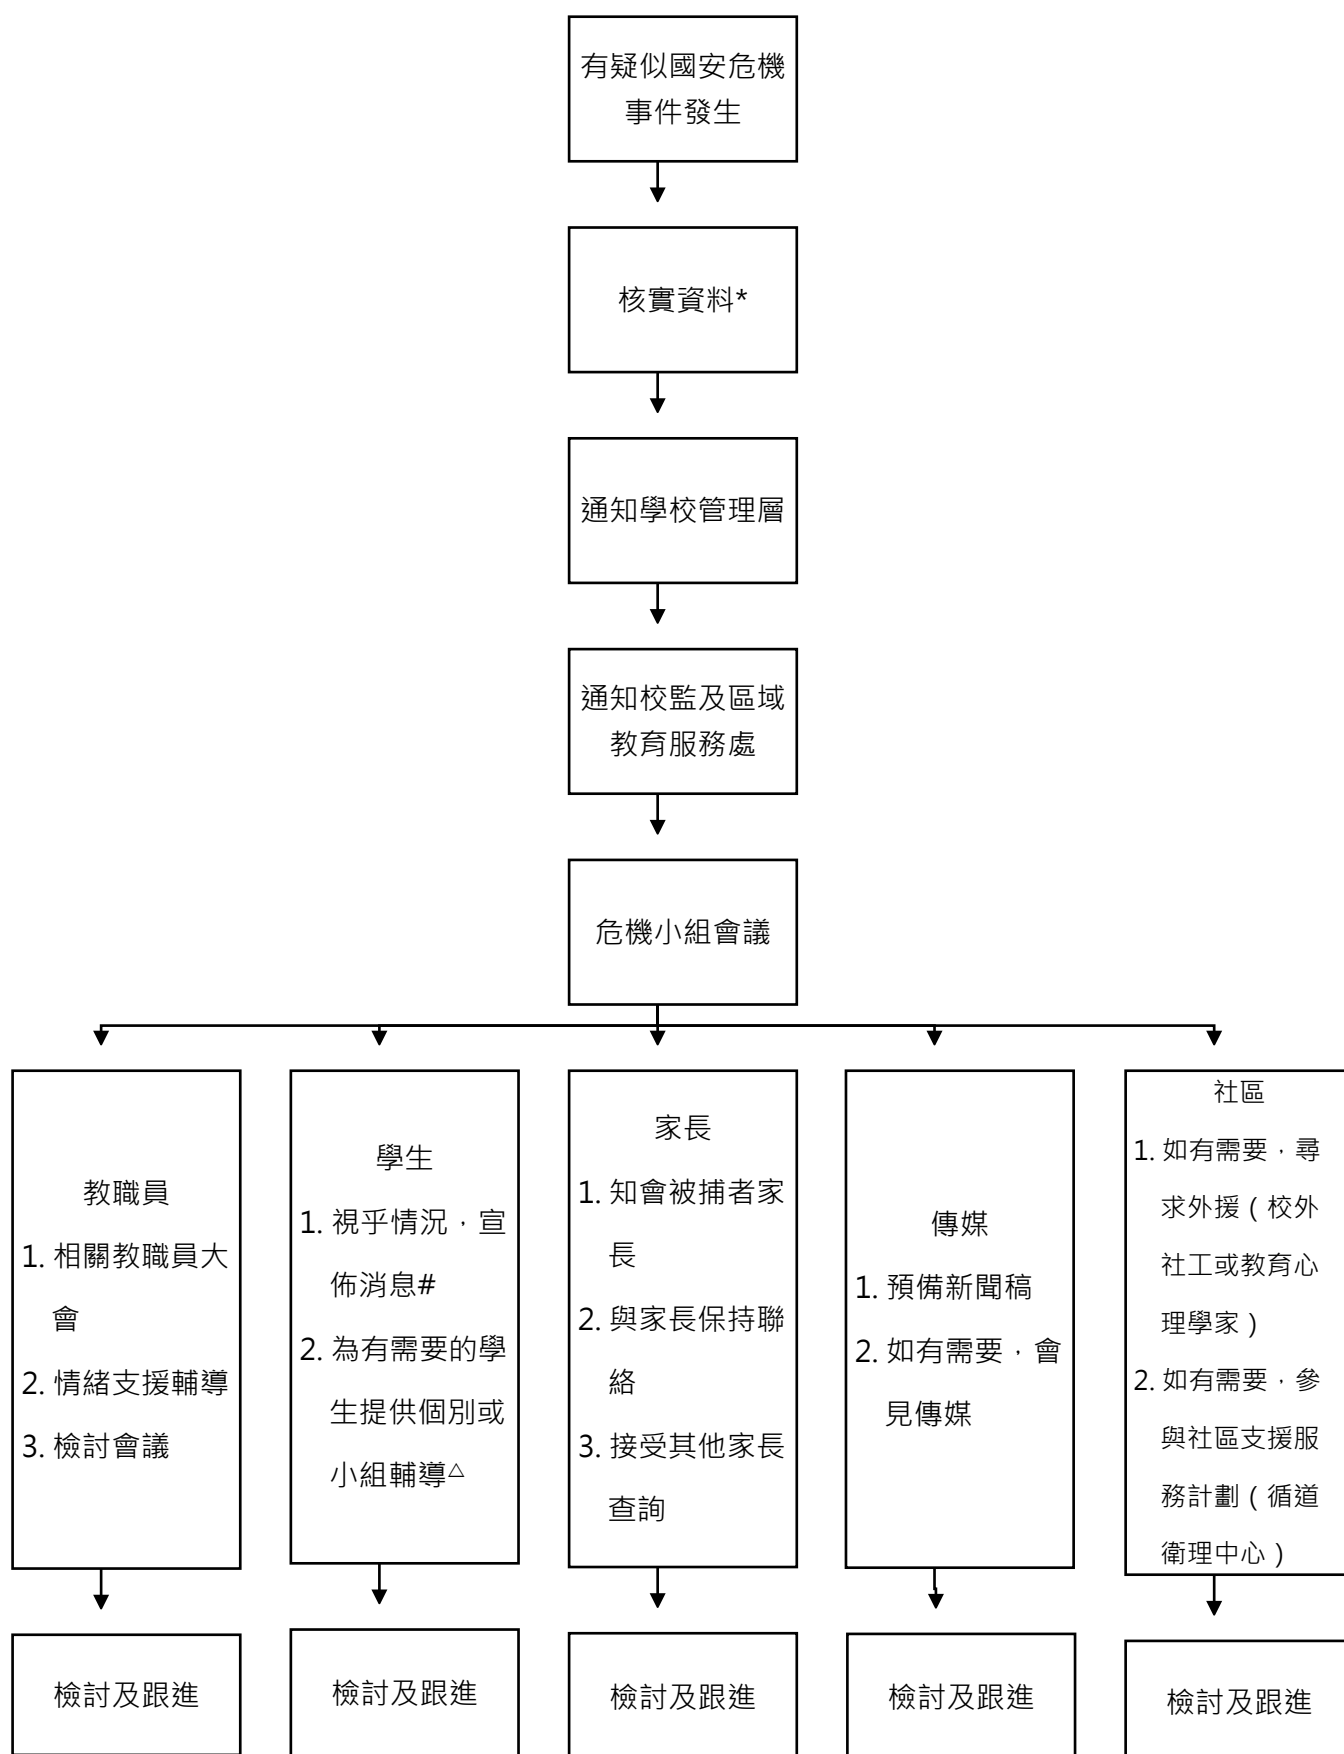 有疑似國安危機
事件發生
核實資料*
通知學校管理層
通知校監及區域
教育服務處
危機小組會議
教職員
1. 相關教職員大
會
2. 情緒支援輔導
3. 檢討會議
學生
1. 視乎情況，宣
佈消息#
2. 為有需要的學
生提供個別或
小組輔導△
家長
1. 知會被捕者家
長
2. 與家長保持聯
絡
3. 接受其他家長
查詢
傳媒
1. 預備新聞稿
2. 如有需要，會
見傳媒
社區
1. 如有需要，尋
求外援（校外
社工或教育心
理學家）
2. 如有需要，參
與社區支援服
務計劃（循道
衛理中心）
檢討及跟進
檢討及跟進
檢討及跟進
檢討及跟進
檢討及跟進